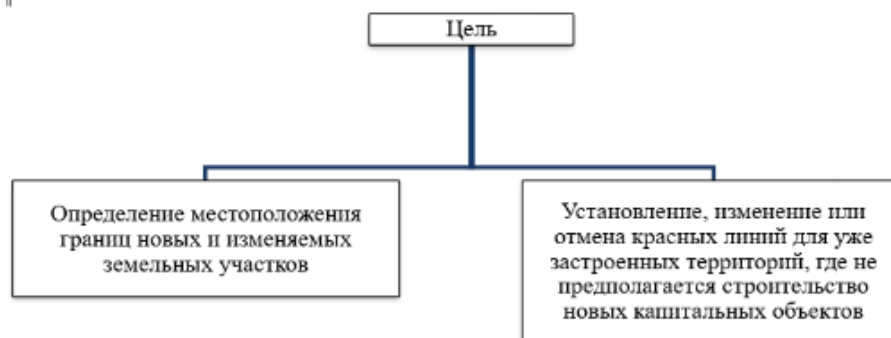 Цель
Определение местоположения
границ новых и изменяемых
земельных участков
Установление, изменение или
отмена красных линий для уже
застроенных территорий, где не
предполагается строительство
новых капитальных объектов